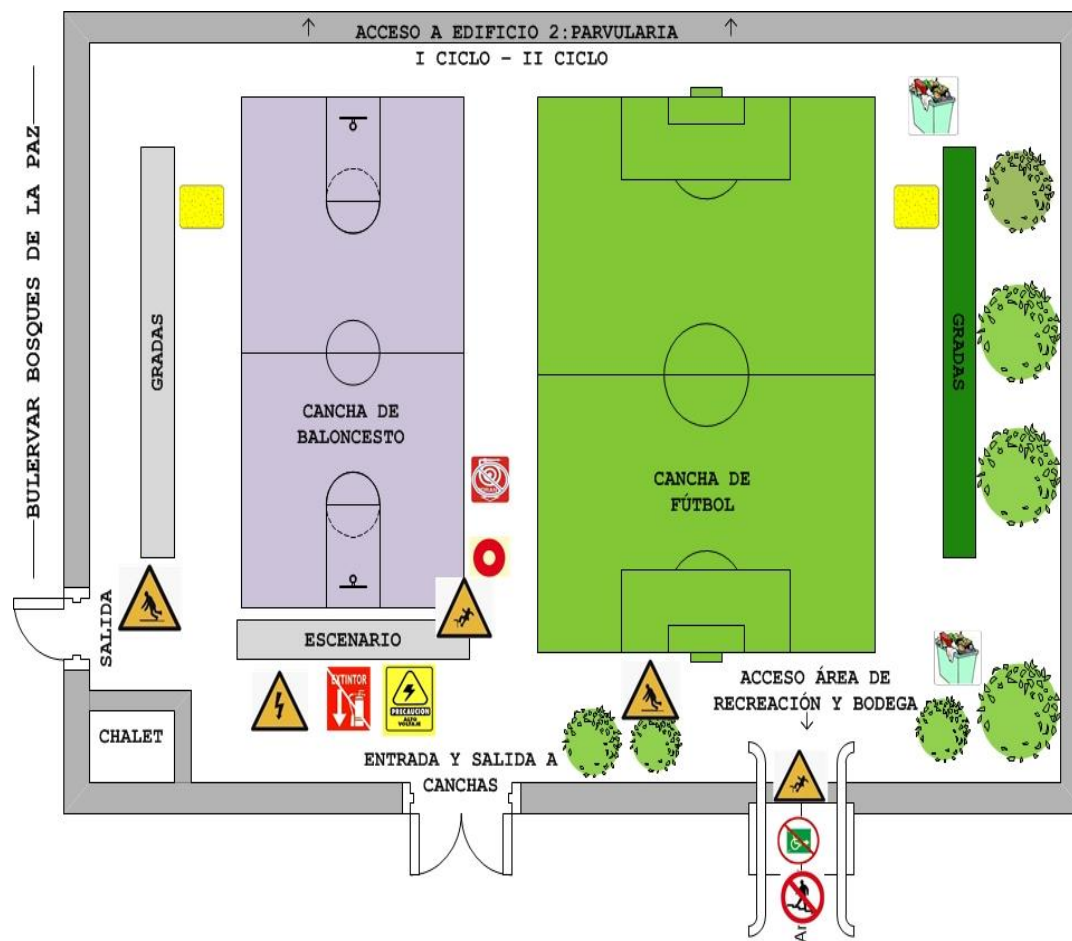 ACCESO A EDIFICIO 2:PARVULARIA
I CICLO - II CICLO
BULERVAR BOSQUES DE LA PAZ
GRADAS
GRADAS
CANCHA DE
BALONCESTO
CANCHA DE
FÚTBOL
SALIDA
ESCENARIO
EXTINTOR
PRECAUCIÓN
ALTO
VOLTAJE
CHALET
ENTRADA Y SALIDA A
CANCHAS
ACCESO ÁREA DE
RECREACIÓN Y BODEGA
Ar